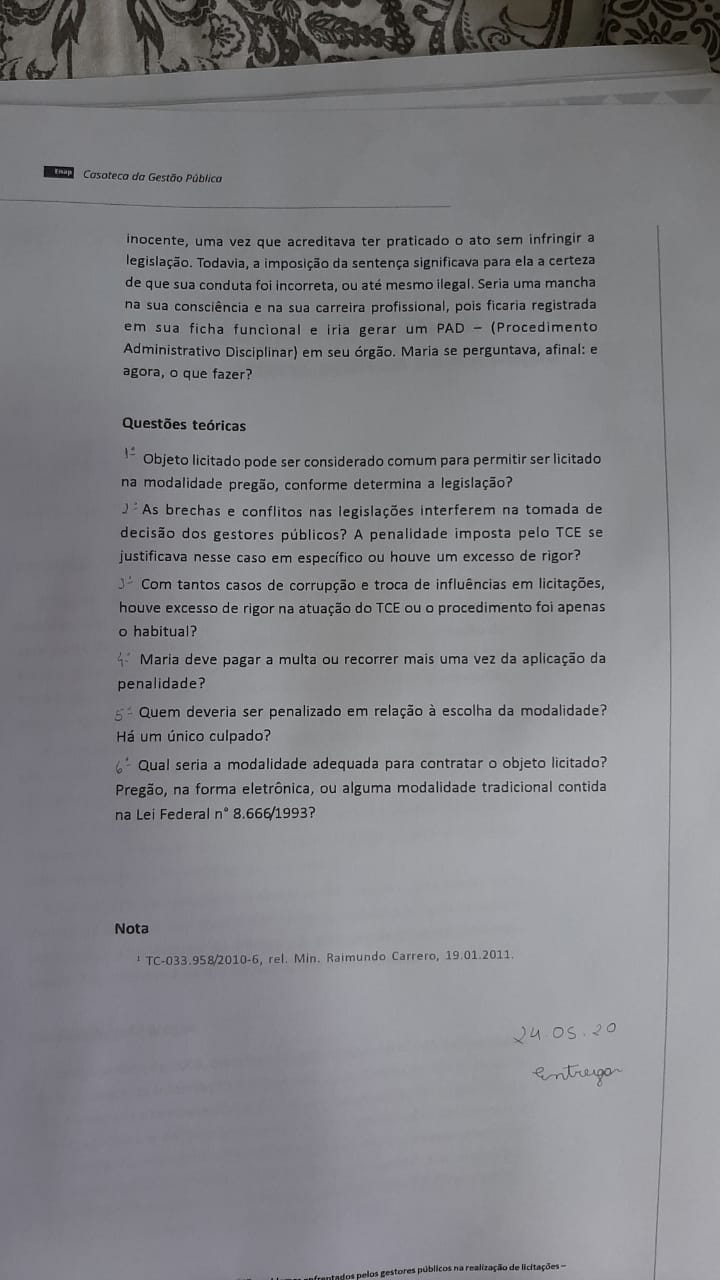 Enap Casoteca da Gestão Pública
inocente, uma vez que acreditava ter praticado o ato sem infringir a
legislação. Todavia, a imposição da sentença significava para ela a certeza
de que sua conduta foi incorreta, ou até mesmo ilegal. Seria uma mancha
na sua consciência e na sua carreira profissional, pois ficaria registrada
em sua ficha funcional e iria gerar um PAD – (Procedimento
Administrativo Disciplinar) em seu órgão. Maria se perguntava, afinal: e
agora, o que fazer?
Questões teóricas
1ª Objeto licitado pode ser considerado comum para permitir ser licitado
na modalidade pregão, conforme determina a legislação?
2ª As brechas e conflitos nas legislações interferem na tomada de
decisão dos gestores públicos? A penalidade imposta pelo TCE se
justificava nesse caso em específico ou houve um excesso de rigor?
3ª Com tantos casos de corrupção e troca de influências em licitações,
houve excesso de rigor na atuação do TCE ou o procedimento foi apenas
o habitual?
4ª Maria deve pagar a multa ou recorrer mais uma vez da aplicação da
penalidade?
5ª Quem deveria ser penalizado em relação à escolha da modalidade?
Há um único culpado?
6ª Qual seria a modalidade adequada para contratar o objeto licitado?
Pregão, na forma eletrônica, ou alguma modalidade tradicional contida
na Lei Federal n° 8.666/1993?
Nota
¹ TC-033.958/2010-6, rel. Min. Raimundo Carrero, 19.01.2011.
24.05.20
Entregar
enfrentados pelos gestores públicos na realização de licitações –